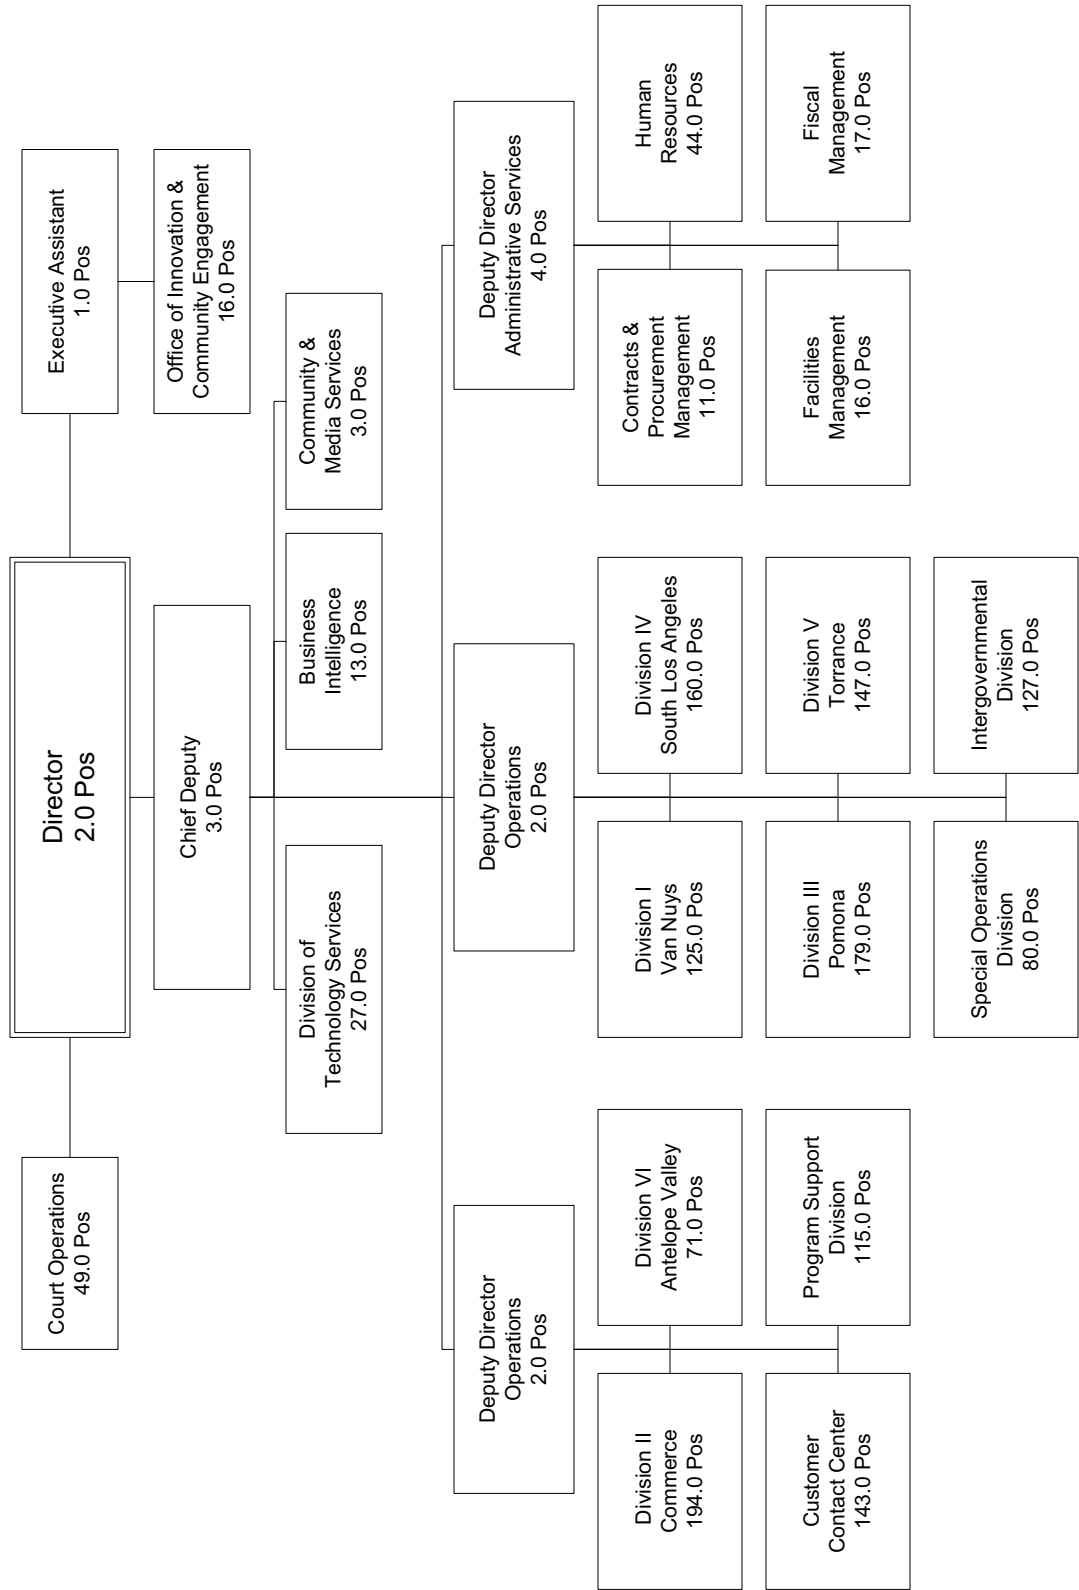 Court Operations
49.0 Pos
Director
2.0 Pos
Executive Assistant
1.0 Pos
Chief Deputy
3.0 Pos
Office of Innovation &
Community Engagement
16.0 Pos
Division of
Technology Services
27.0 Pos
Business
Intelligence
13.0 Pos
Community &
Media Services
3.0 Pos
Deputy Director
Operations
2.0 Pos
Deputy Director
Operations
2.0 Pos
Deputy Director
Administrative Services
4.0 Pos
Division II
Commerce
194.0 Pos
Division VI
Antelope Valley
71.0 Pos
Division I
Van Nuys
125.0 Pos
Division IV
South Los Angeles
160.0 Pos
Contracts &
Procurement
Management
11.0 Pos
Human
Resources
44.0 Pos
Customer
Contact Center
143.0 Pos
Program Support
Division
115.0 Pos
Division III
Pomona
179.0 Pos
Division V
Torrance
147.0 Pos
Facilities
Management
16.0 Pos
Fiscal
Management
17.0 Pos
Special Operations
Division
80.0 Pos
Intergovernmental
Division
127.0 Pos